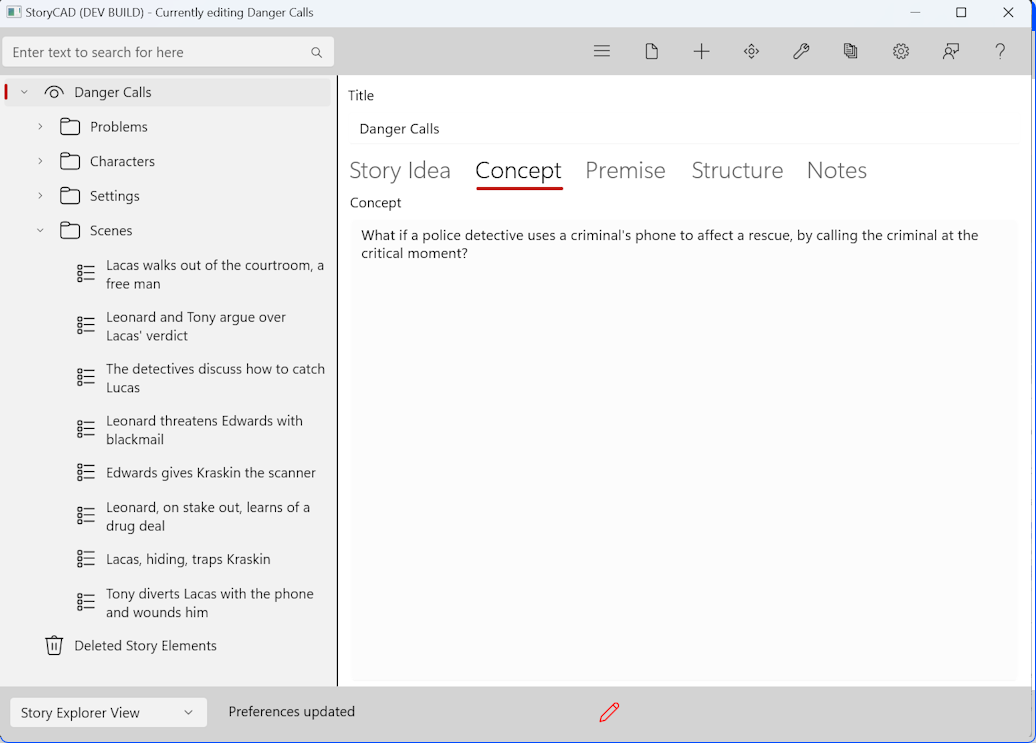 StoryCAD (DEV BUILD) - Currently editing Danger Calls
Enter text to search for here
Danger Calls
Problems
Characters
Settings
Scenes
Lacas walks out of the courtroom, a
free man
Leonard and Tony argue over
Lacas' verdict
The detectives discuss how to catch
Lucas
Leonard threatens Edwards with
blackmail
Edwards gives Kraskin the scanner
Leonard, on stake out, learns of a
drug deal
Lacas, hiding, traps Kraskin
Tony diverts Lacas with the phone
and wounds him
Deleted Story Elements
Title
Danger Calls
Story Idea Concept Premise Structure Notes
Concept
What if a police detective uses a criminal's phone to affect a rescue, by calling the criminal at the
critical moment?
Story Explorer View
Preferences updated